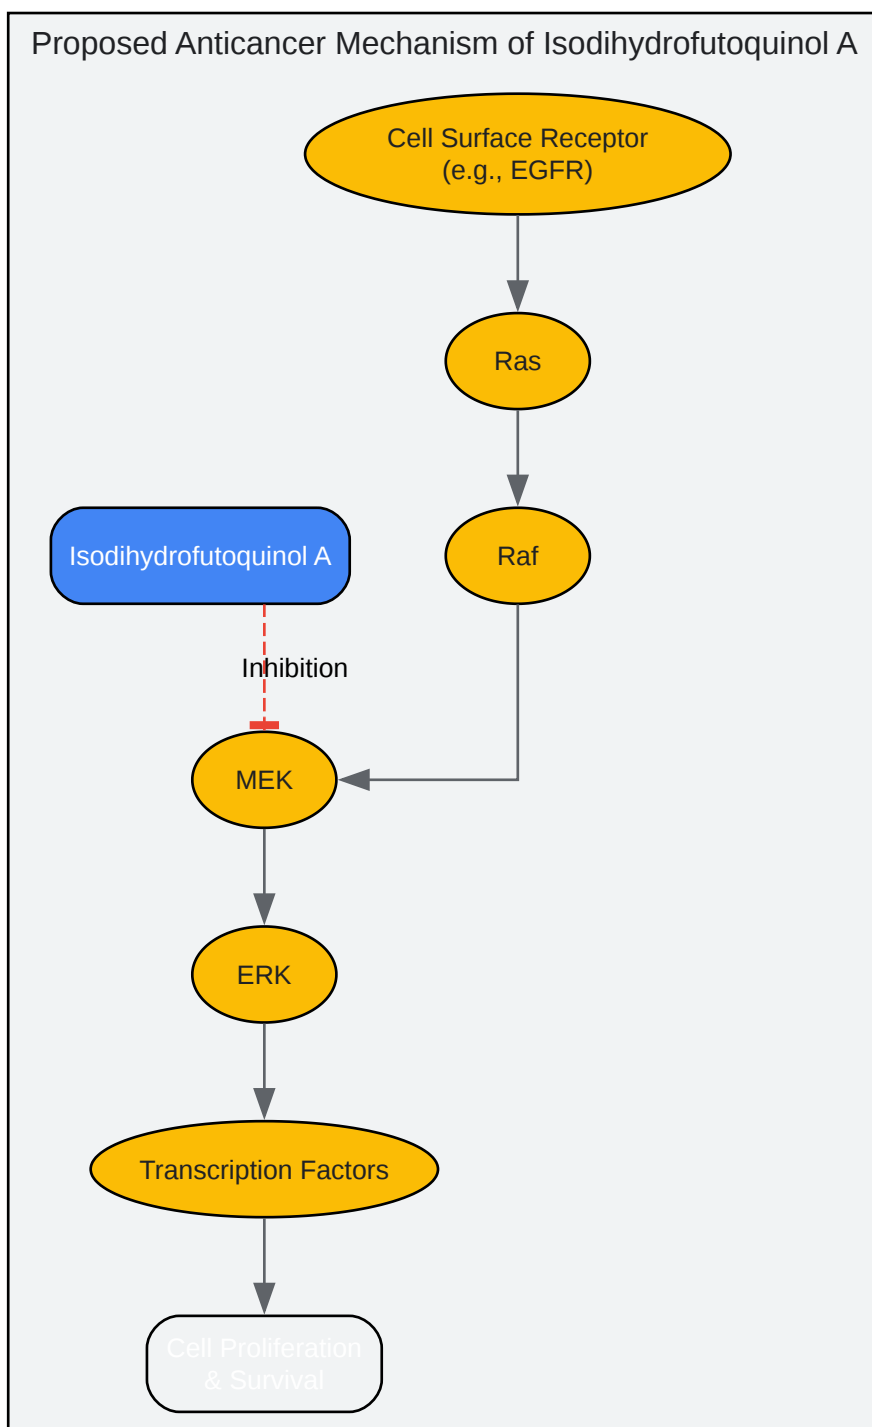 Proposed Anticancer Mechanism of Isodihydrofutoquinol A
Cell Surface Receptor
(e.g., EGFR)
Ras
Isodihydrofutoquinol A
Raf
Inhibition
MEK
ERK
Transcription Factors
Cell Proliferation
& Survival